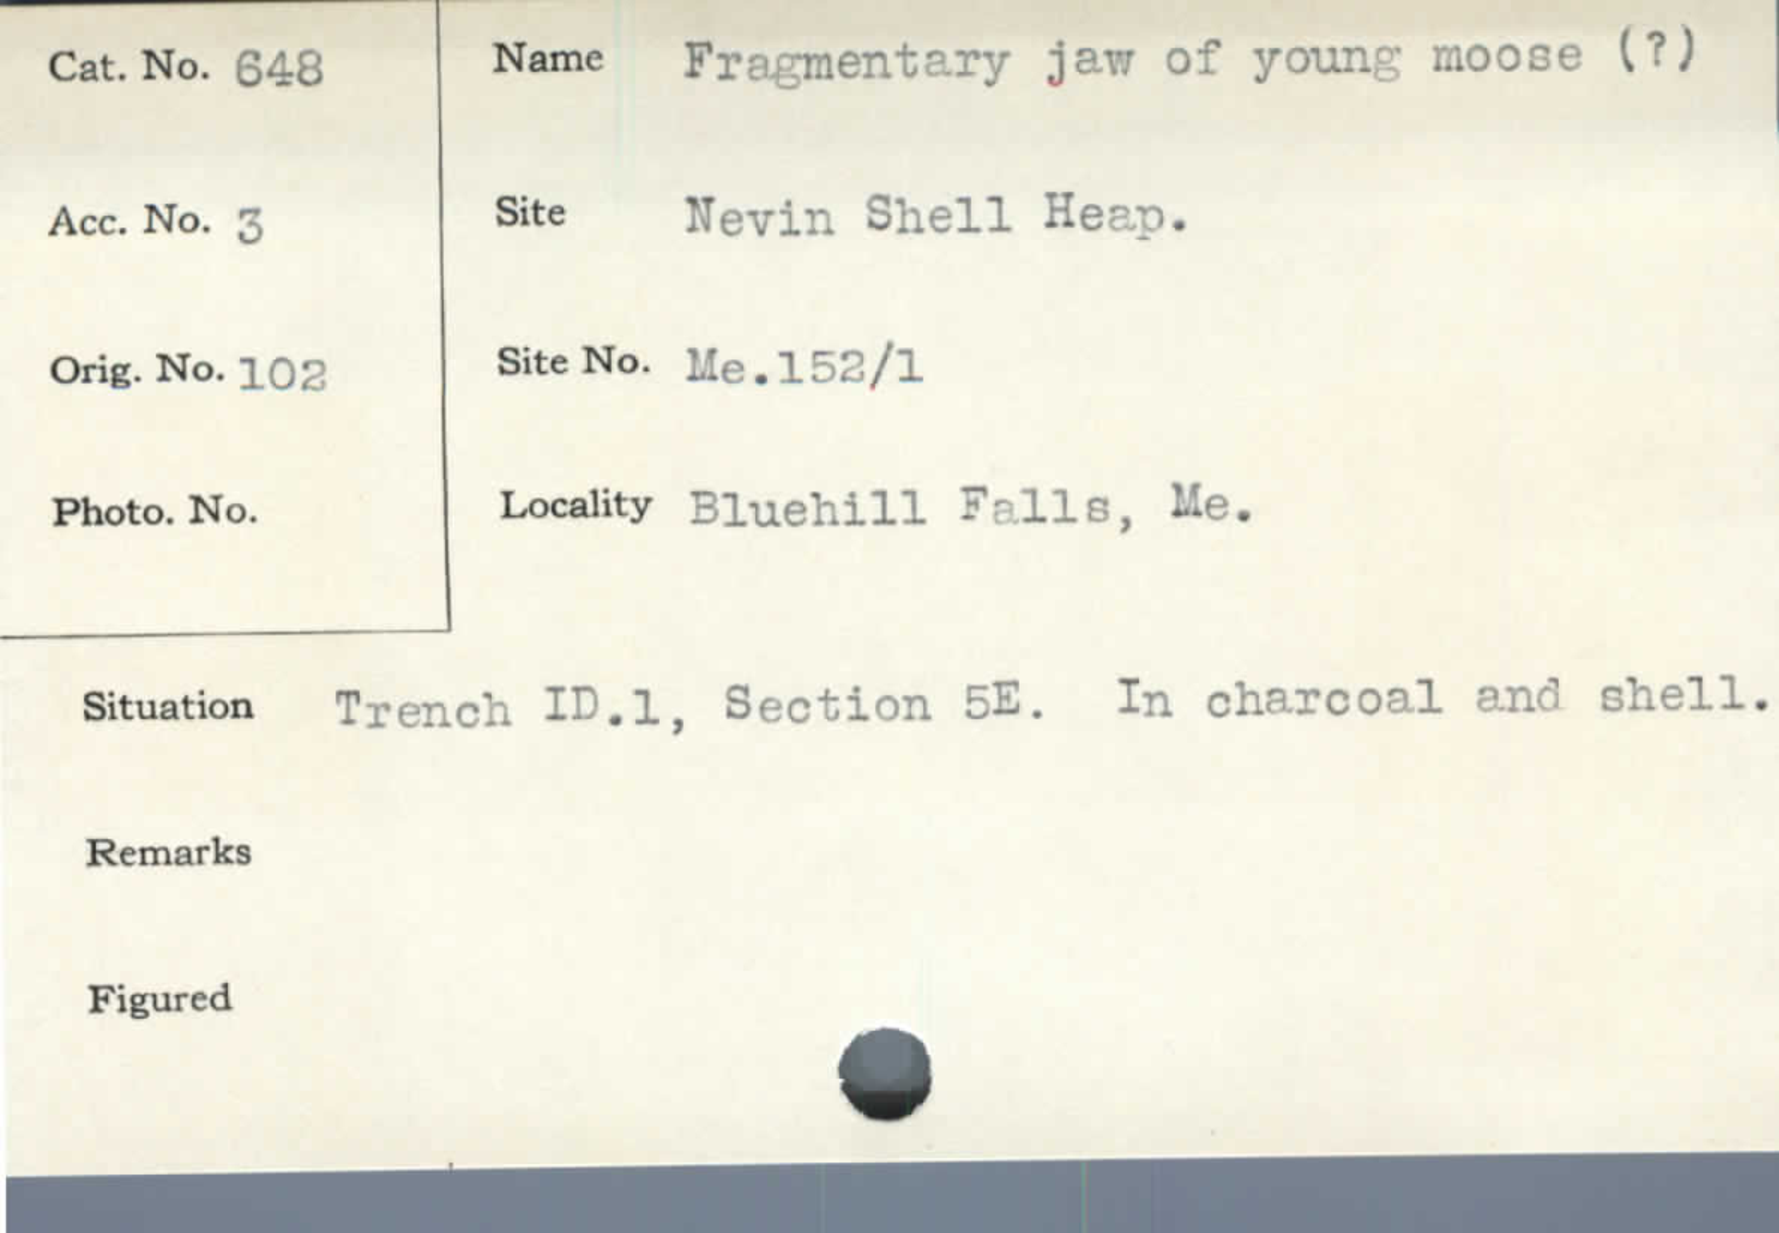 Cat. No. 648
Name Fragmentary jaw of young moose (?)
Acc. No. 3
Site Nevin Shell Heap.
Orig. No. 102
Site No. Me.152/1
Photo. No.
Locality Bluehill Falls, Me.
Situation Trench ID.1, Section 5E. In charcoal and shell.
Remarks
Figured